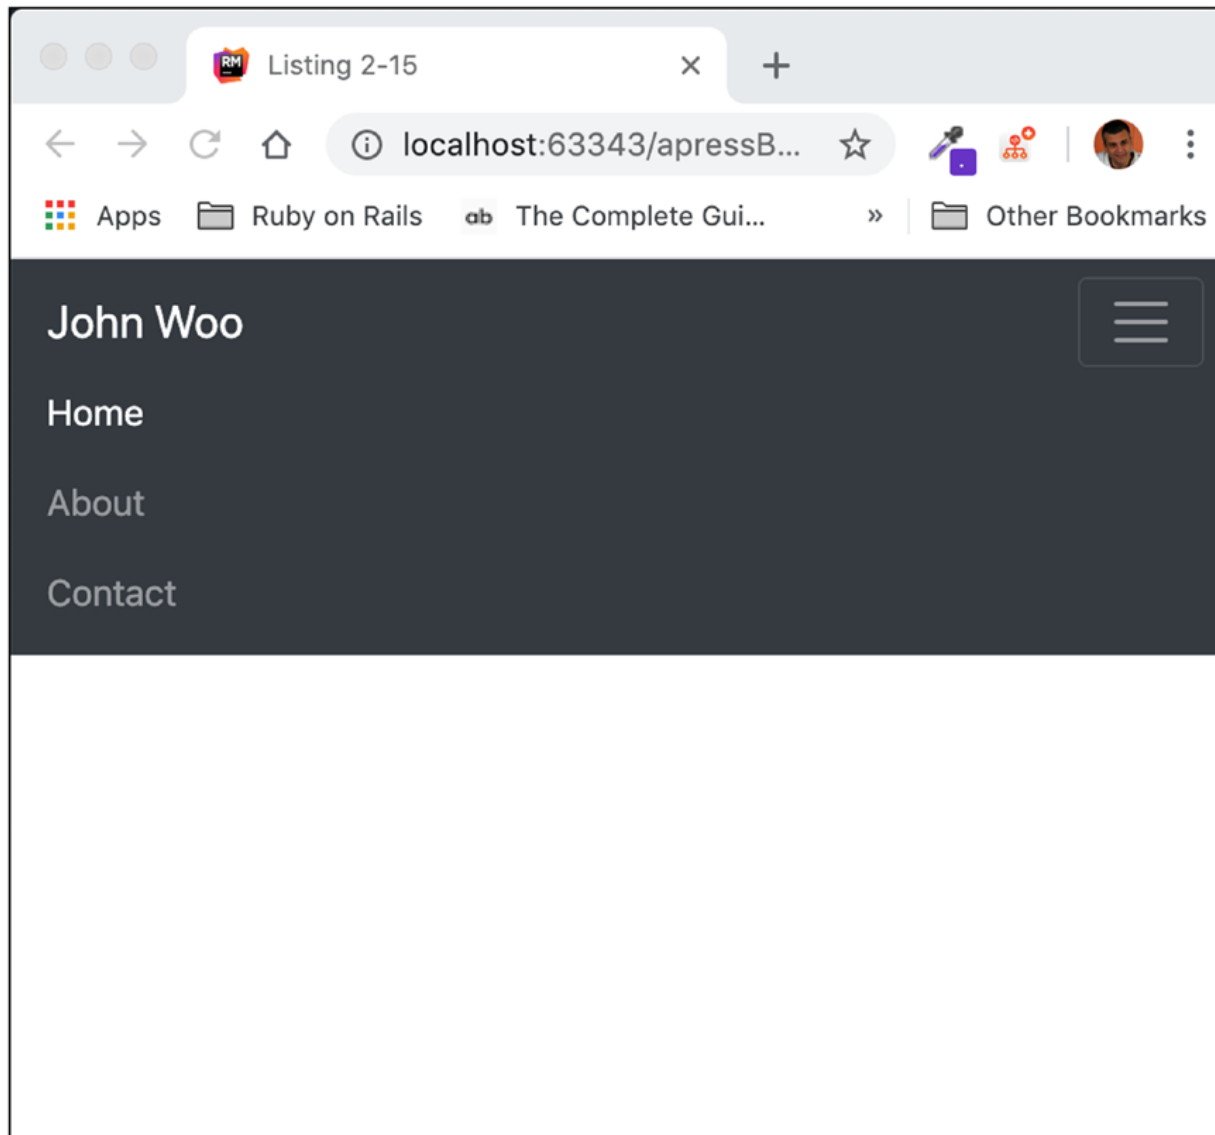 RM Listing 2-15
localhost:63343/apressB...
Apps Ruby on Rails ab The Complete Gui... » Other Bookmarks
John Woo
Home
About
Contact